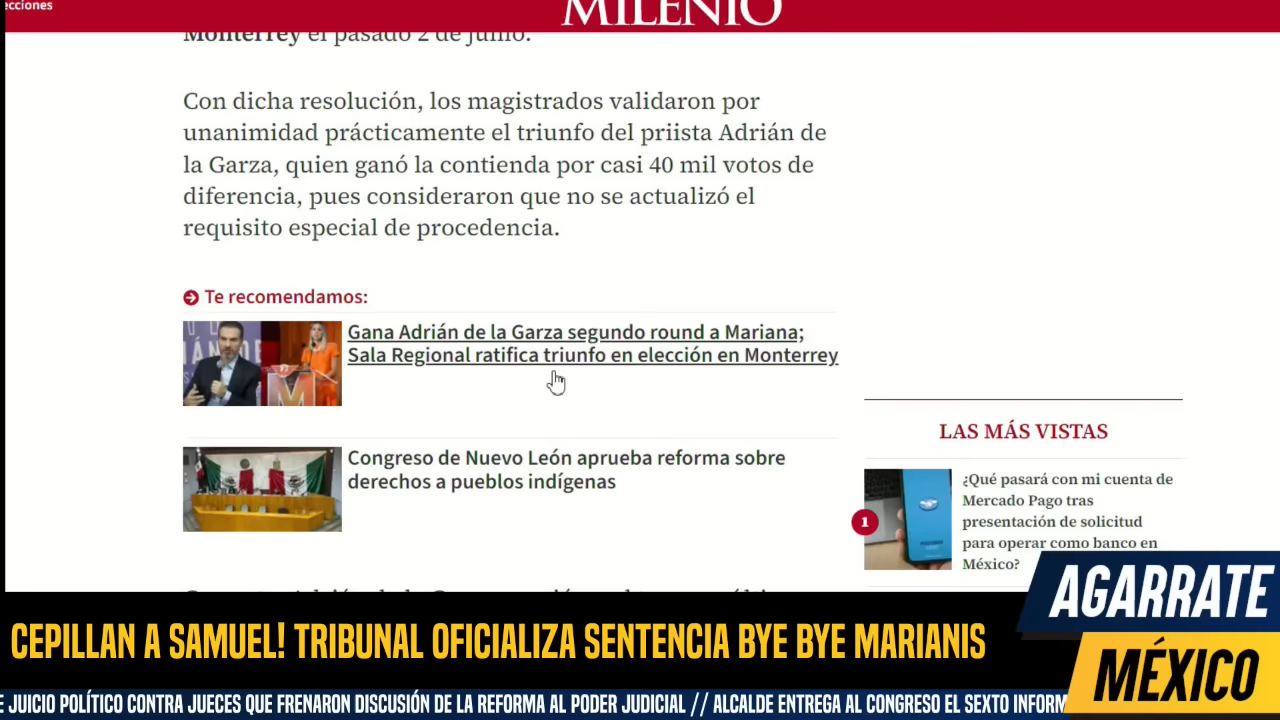 ecciones
MILENIO
Monterrey el pasado 2 de junio.
Con dicha resolución, los magistrados validaron por
unanimidad prácticamente el triunfo del priista Adrián de
la Garza, quien ganó la contienda por casi 40 mil votos de
diferencia, pues consideraron que no se actualizó el
requisito especial de procedencia.
Te recomendamos:
Gana Adrián de la Garza segundo round a Mariana;
Sala Regional ratifica triunfo en elección en Monterrey
Congreso de Nuevo León aprueba reforma sobre
derechos a pueblos indígenas
LAS MÁS VISTAS
1
¿Qué pasará con mi cuenta de
Mercado Pago tras
presentación de solicitud
para operar como banco en
México?
AGARRATE
MÉXICO
CEPILLAN A SAMUEL! TRIBUNAL OFICIALIZA SENTENCIA BYE BYE MARIANIS
E JUICIO POLÍTICO CONTRA JUECES QUE FRENARON DISCUSIÓN DE LA REFORMA AL PODER JUDICIAL // ALCALDE ENTREGA AL CONGRESO EL SEXTO INFORM